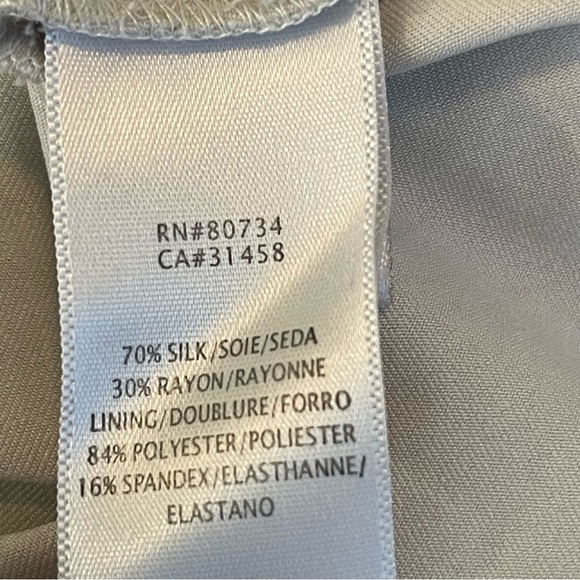 RN#80734
CA#31458
70% SILK/SOIE/SEDA
30% RAYON/RAYONNE
LINING/DOUBLURE/FORRO
84% POLYESTER/POLIESTER
16% SPANDEX/ELASTHANNE/
ELASTANO